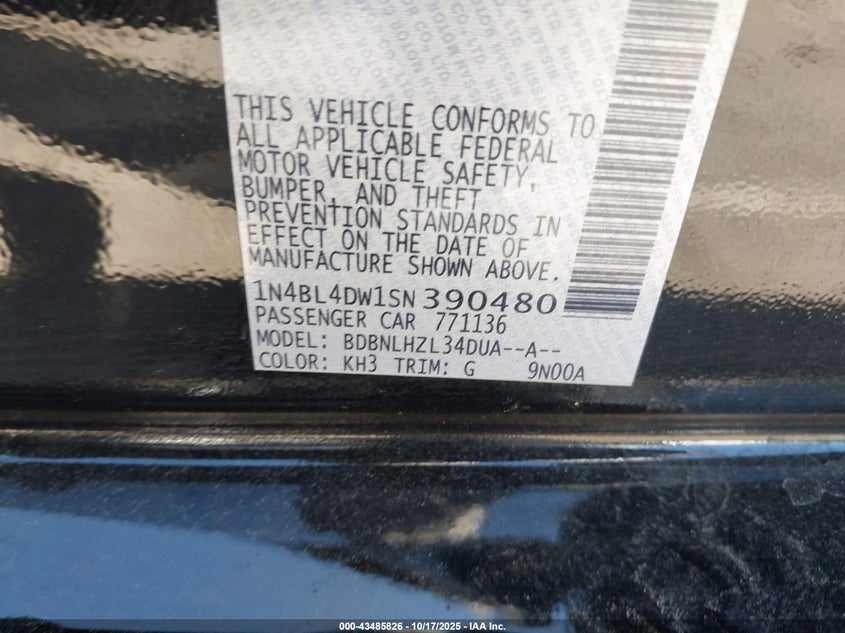 THIS VEHICLE CONFORMS TO
ALL APPLICABLE FEDERAL
MOTOR VEHICLE SAFETY,
BUMPER, AND THEFT
PREVENTION STANDARDS IN
EFFECT ON THE DATE OF
MANUFACTURE SHOWN ABOVE.
1N4BL4DW1SN390480
PASSENGER CAR 771136
MODEL: BDBNLHZL34DUA--A--
COLOR: KH3 TRIM: G 9N00A
000-43485826 - 10/17/2025 - IAA Inc.